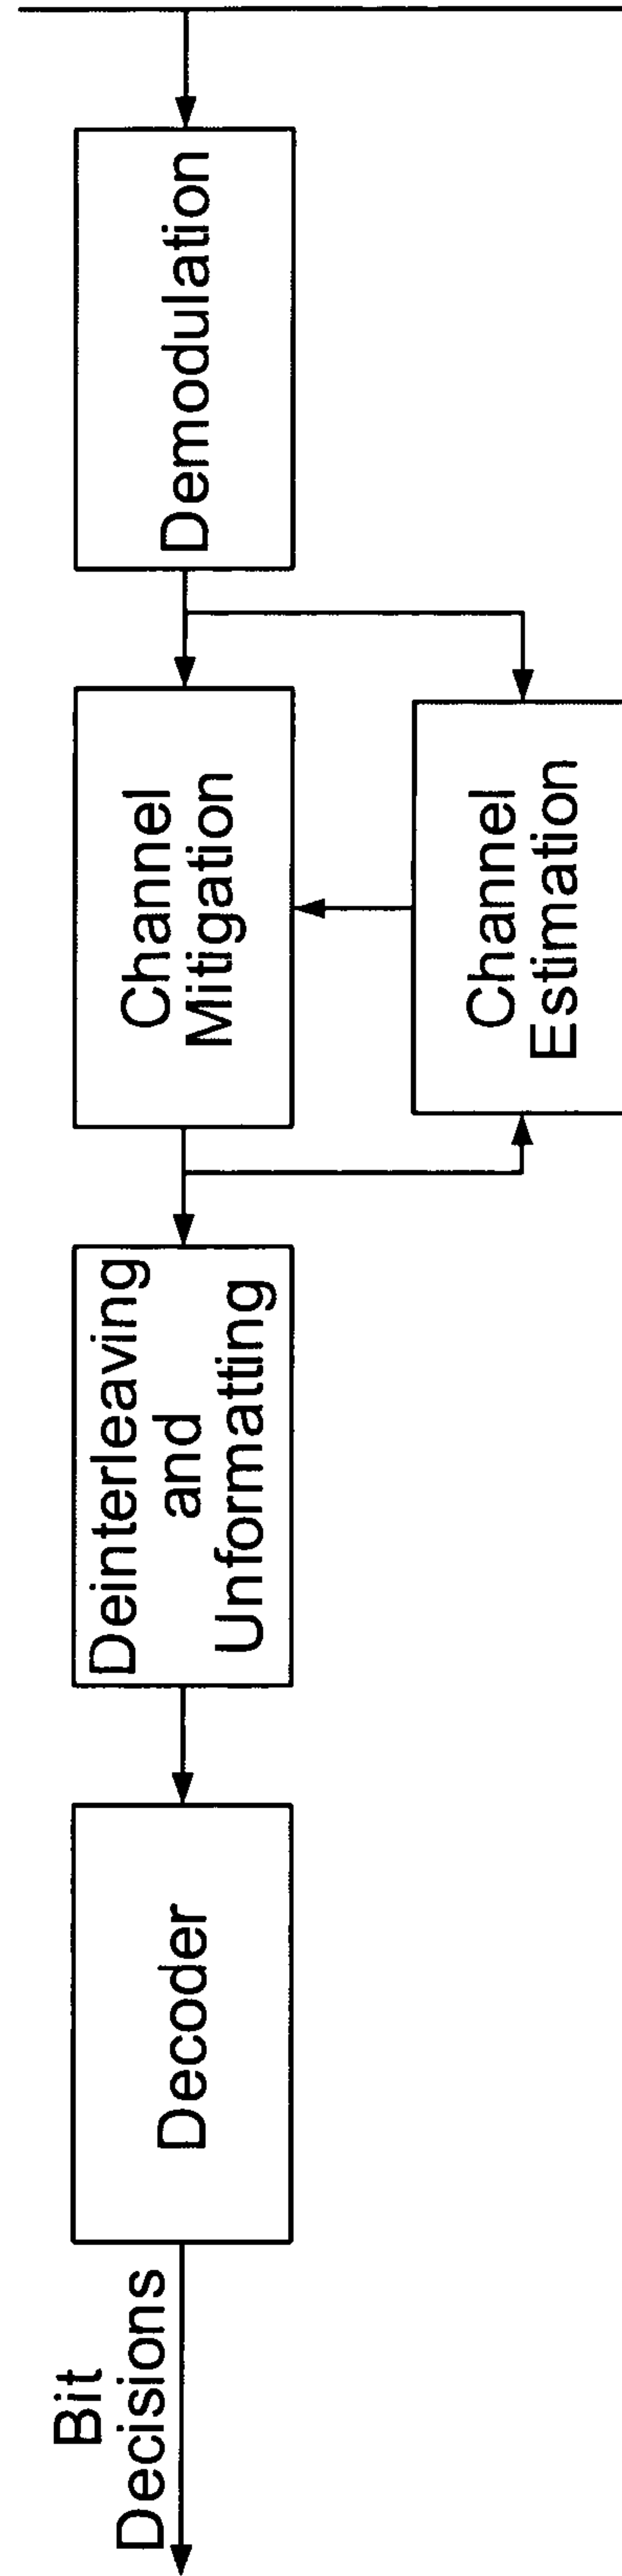 Demodulation
Channel
Mitigation
Channel
Estimation
Deinterleaving
and
Unformatting
Decoder
Bit
Decisions